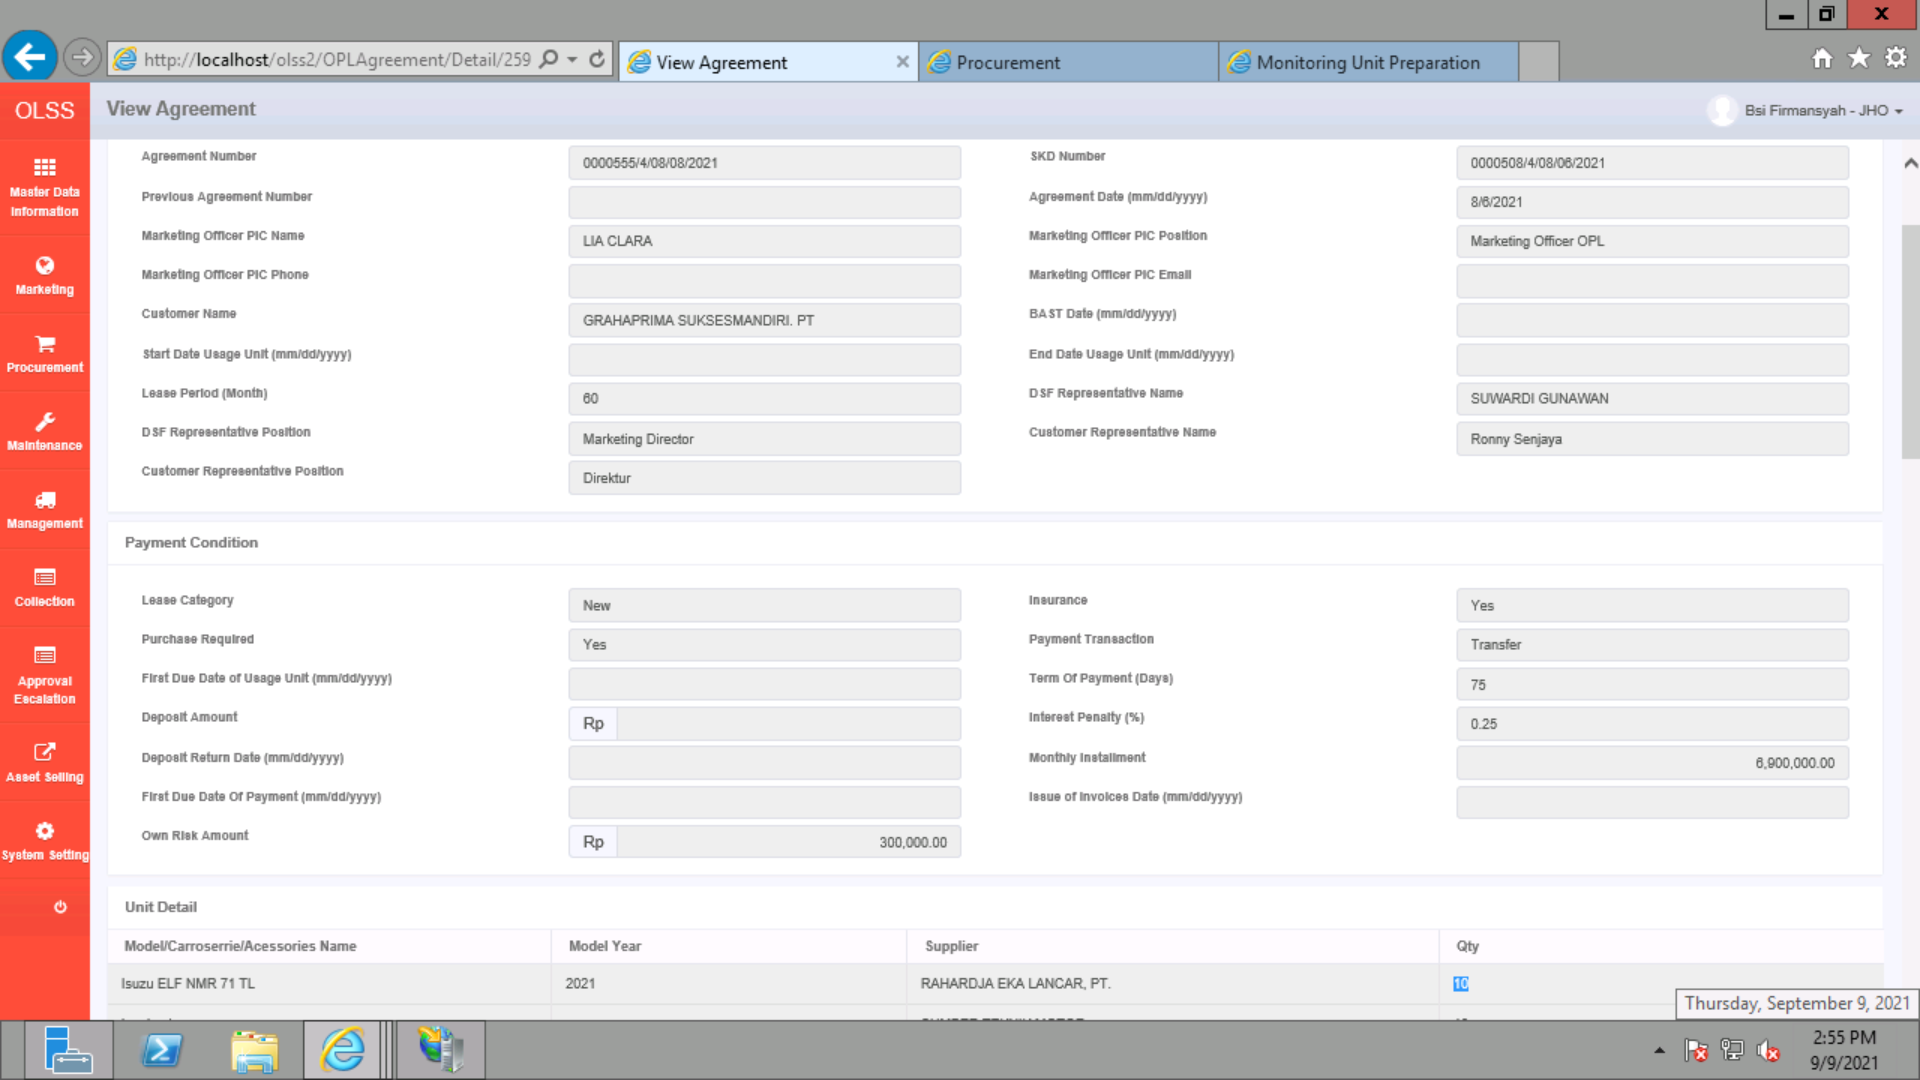 http://localhost/olss2/OPLAgreement/Detail/259
View Agreement
Procurement
Monitoring Unit Preparation
OLSS
View Agreement
Bsi Firmansyah - JHO
Master Data
Information
Marketing
Procurement
Maintenance
Management
Collection
Approval
Escalation
Asset Selling
System Setting
Agreement Number
0000555/4/08/08/2021
SKD Number
0000508/4/08/06/2021
Previous Agreement Number
Agreement Date (mm/dd/yyyy)
8/6/2021
Marketing Officer PIC Name
LIA CLARA
Marketing Officer PIC Position
Marketing Officer OPL
Marketing Officer PIC Phone
Marketing Officer PIC Email
Customer Name
GRAHAPRIMA SUKSESMANDIRI. PT
BAST Date (mm/dd/yyyy)
Start Date Usage Unit (mm/dd/yyyy)
End Date Usage Unit (mm/dd/yyyy)
Lease Period (Month)
60
DSF Representative Name
SUWARDI GUNAWAN
DSF Representative Position
Marketing Director
Customer Representative Name
Ronny Senjaya
Customer Representative Position
Direktur
Payment Condition
Lease Category
New
Insurance
Yes
Purchase Required
Yes
Payment Transaction
Transfer
First Due Date of Usage Unit (mm/dd/yyyy)
Term Of Payment (Days)
75
Deposit Amount
Rp
Interest Penalty (%)
0.25
Deposit Return Date (mm/dd/yyyy)
Monthly Installment
6,900,000.00
First Due Date Of Payment (mm/dd/yyyy)
Issue of Invoices Date (mm/dd/yyyy)
Own Risk Amount
Rp
300,000.00
Unit Detail
Model/Carroserrie/Acessories Name
Model Year
Supplier
Qty
Isuzu ELF NMR 71 TL
2021
RAHARDJA EKA LANCAR, PT.
10
Thursday, September 9, 2021
2:55 PM
9/9/2021